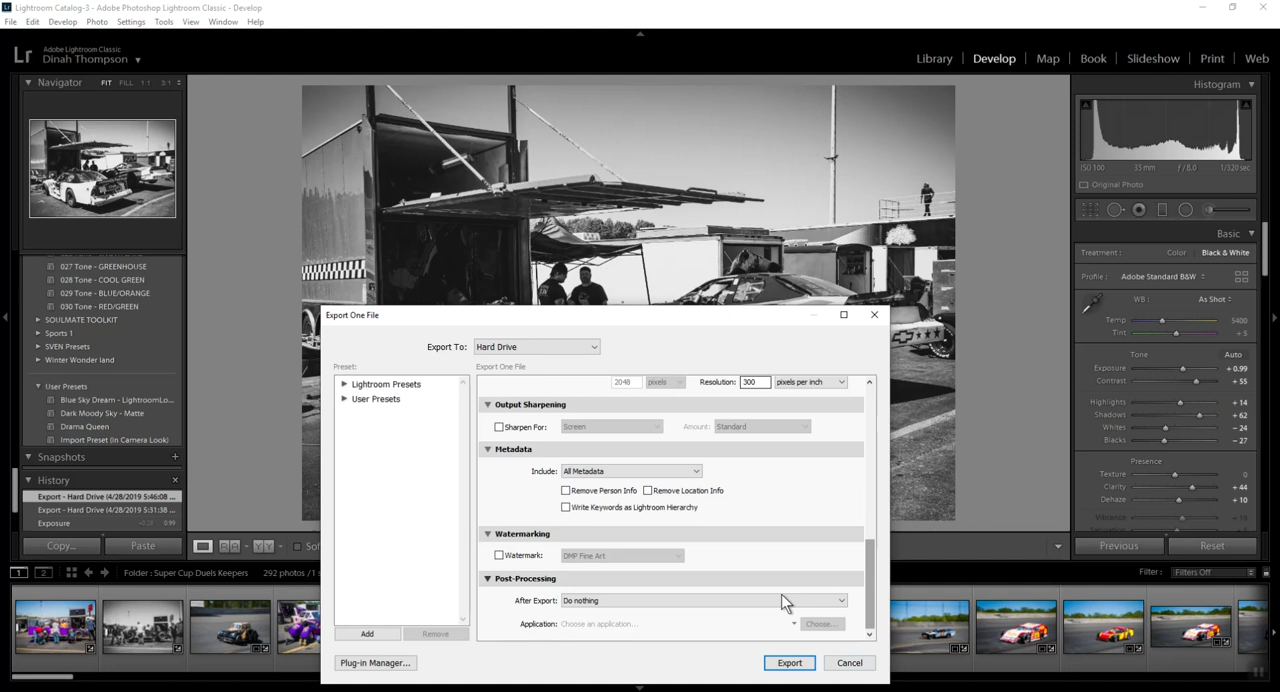 Lr Lightroom Catalog-3 - Adobe Photoshop Lightroom Classic - Develop
File Edit Develop Photo Settings Tools View Window Help
Lr Adobe Lightroom Classic
Dinah Thompson
Library | Develop | Map | Book | Slideshow | Print | Web
Navigator FIT FILL 1:1 3:1
Histogram
ISO 100 35 mm f / 8.0 1/320 sec
Original Photo
Basic
Treatment : Color Black & White
Profile : Adobe Standard B&W
WB : As Shot
Temp 5400
Tint + 5
Tone Auto
Exposure + 0.99
Contrast + 55
Highlights + 14
Shadows + 62
Whites - 24
Blacks - 27
Presence
Texture 0
Clarity + 44
Dehaze + 10
Vibrance
Previous Reset
027 Tone - GREENHOUSE
028 Tone - COOL GREEN
029 Tone - BLUE/ORANGE
030 Tone - RED/GREEN
SOULMATE TOOLKIT
Sports 1
SVEN Presets
Winter Wonder land
User Presets
Blue Sky Dream - LightroomLo...
Dark Moody Sky - Matte
Drama Queen
Import Preset (In Camera Look)
Snapshots +
History
Export - Hard Drive (4/28/2019 5:46:08 ...
Export - Hard Drive (4/28/2019 5:31:38 ...
Exposure +0.28 0.99
Copy... Paste
Export One File
Export To: Hard Drive
Preset:
Export One File
Lightroom Presets
User Presets
2048 pixels Resolution: 300 pixels per inch
Output Sharpening
Sharpen For: Screen Amount: Standard
Metadata
Include: All Metadata
Remove Person Info Remove Location Info
Write Keywords as Lightroom Hierarchy
Watermarking
Watermark: DMP Fine Art
Post-Processing
After Export: Do nothing
Application: Choose an application... Choose...
Add Remove
Plug-in Manager... Export Cancel
1 2 Folder : Super Cup Duels Keepers 292 photos /1 s
Filter : Filters Off